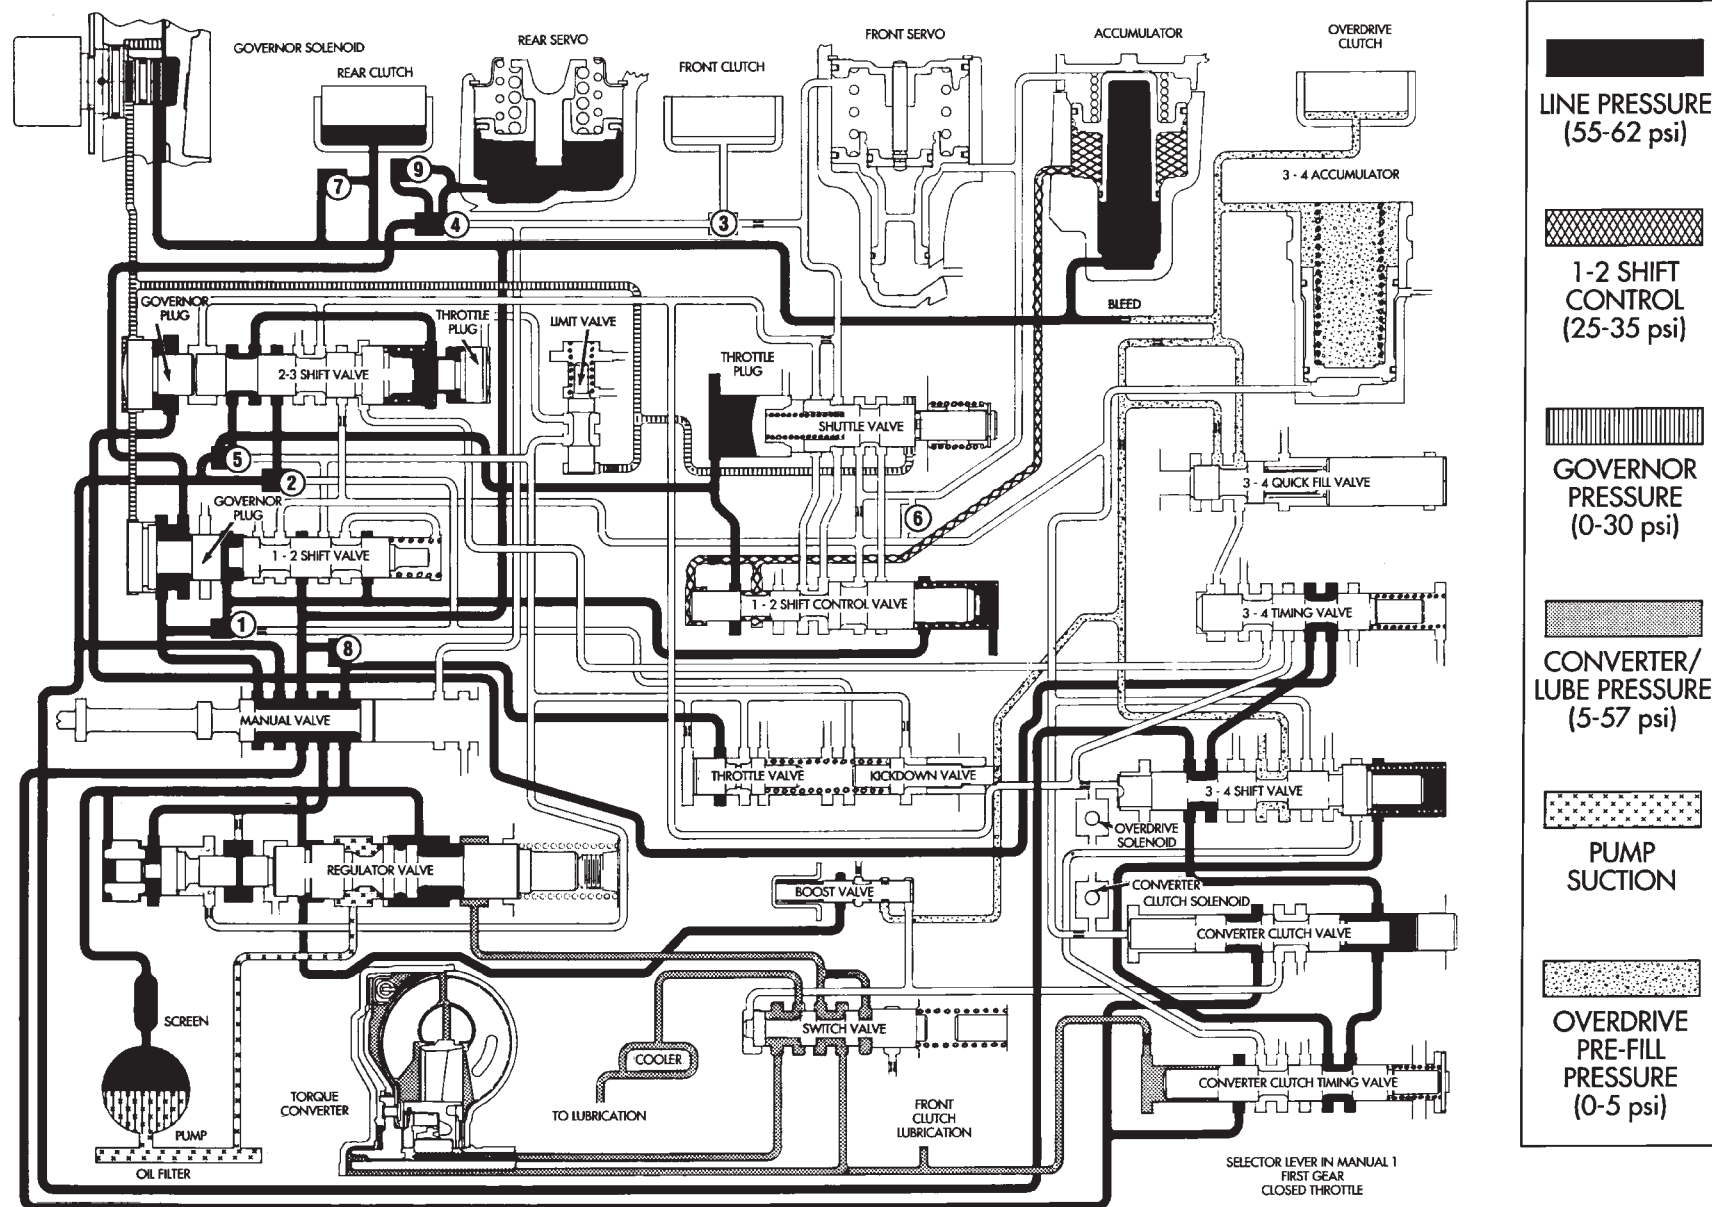 GOVERNOR SOLENOID
REAR CLUTCH
REAR SERVO
FRONT CLUTCH
FRONT SERVO
ACCUMULATOR
OVERDRIVE
CLUTCH
3 - 4 ACCUMULATOR
7
9
4
3
BLEED
GOVERNOR
PLUG
THROTTLE
PLUG
LIMIT VALVE
THROTTLE
PLUG
2-3 SHIFT VALVE
SHUTTLE VALVE
5
2
3 - 4 QUICK FILL VALVE
GOVERNOR
PLUG
6
1 - 2 SHIFT VALVE
1 - 2 SHIFT CONTROL VALVE
3 - 4 TIMING VALVE
1
8
MANUAL VALVE
THROTTLE VALVE
KICKDOWN VALVE
3 - 4 SHIFT VALVE
OVERDRIVE
SOLENOID
REGULATOR VALVE
BOOST VALVE
CONVERTER
CLUTCH SOLENOID
CONVERTER CLUTCH VALVE
SCREEN
SWITCH VALVE
COOLER
TORQUE
CONVERTER
TO LUBRICATION
FRONT
CLUTCH
LUBRICATION
CONVERTER CLUTCH TIMING VALVE
PUMP
OIL FILTER
SELECTOR LEVER IN MANUAL 1
FIRST GEAR
CLOSED THROTTLE
LINE PRESSURE
(55-62 psi)
1-2 SHIFT
CONTROL
(25-35 psi)
GOVERNOR
PRESSURE
(0-30 psi)
CONVERTER/
LUBE PRESSURE
(5-57 psi)
PUMP
SUCTION
OVERDRIVE
PRE-FILL
PRESSURE
(0-5 psi)